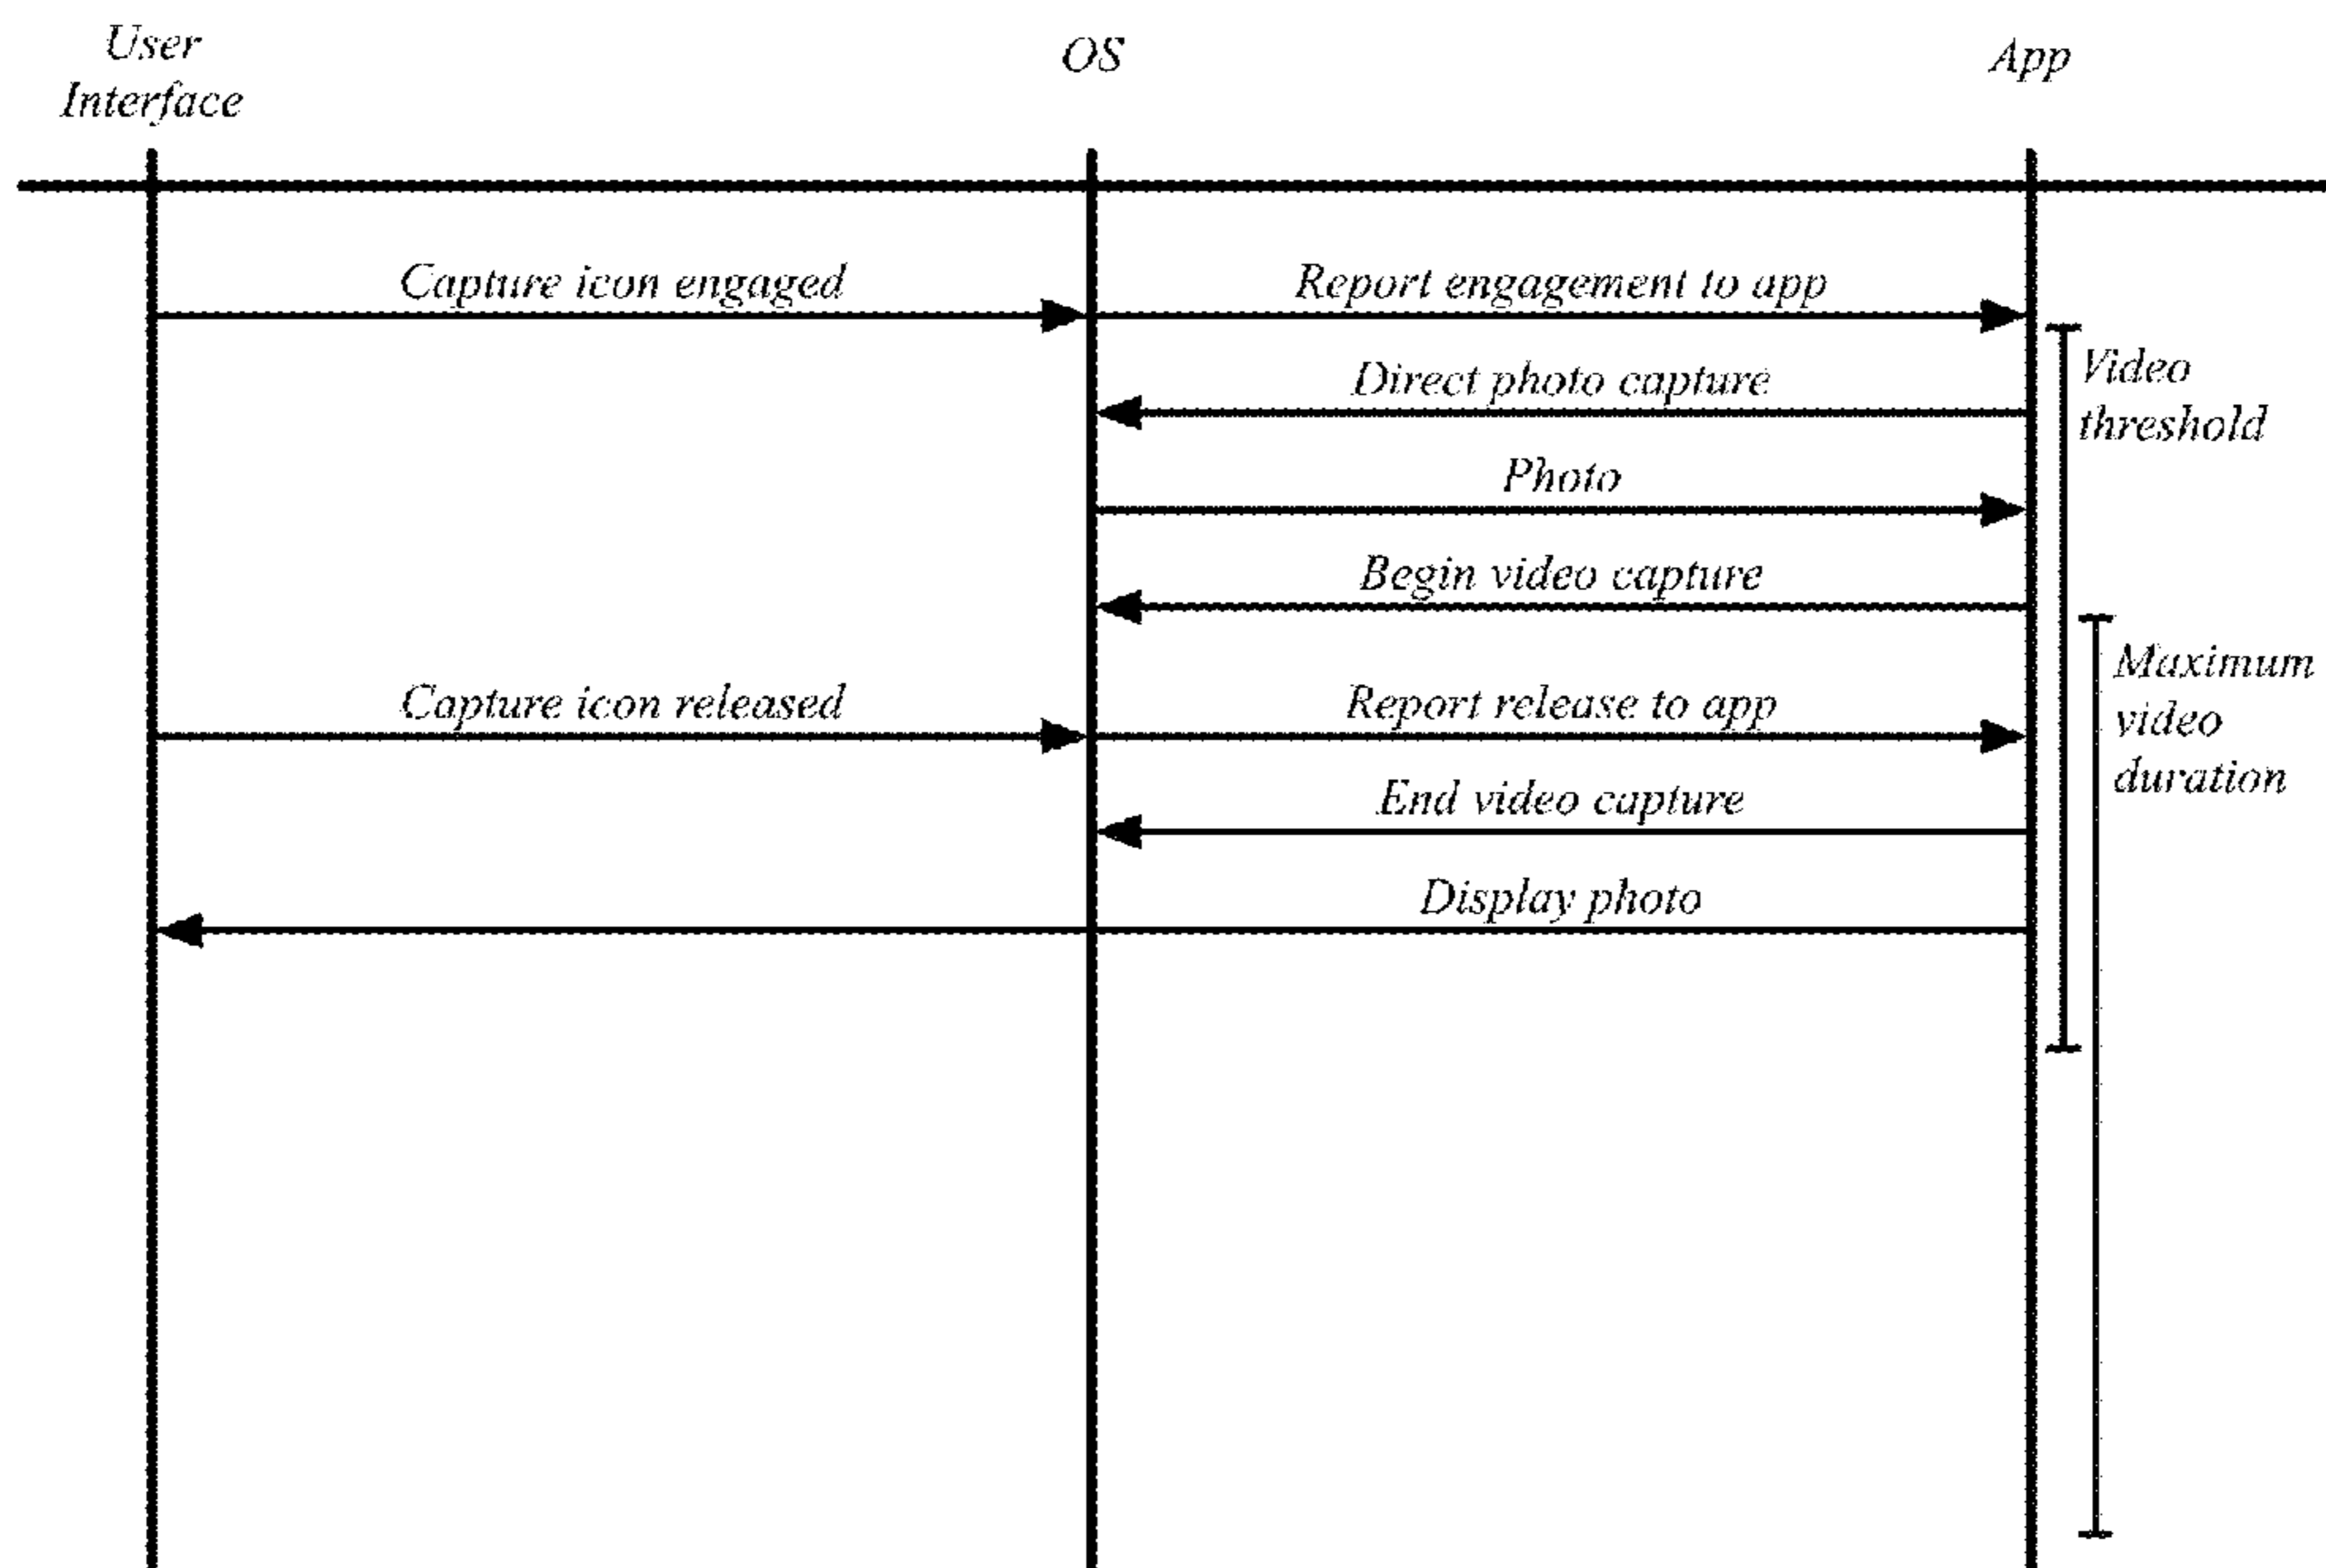 User
Interface
OS
App
Capture icon engaged
Report engagement to app
Direct photo capture
Video
threshold
Photo
Begin video capture
Maximum
video
duration
Capture icon released
Report release to app
End video capture
Display photo